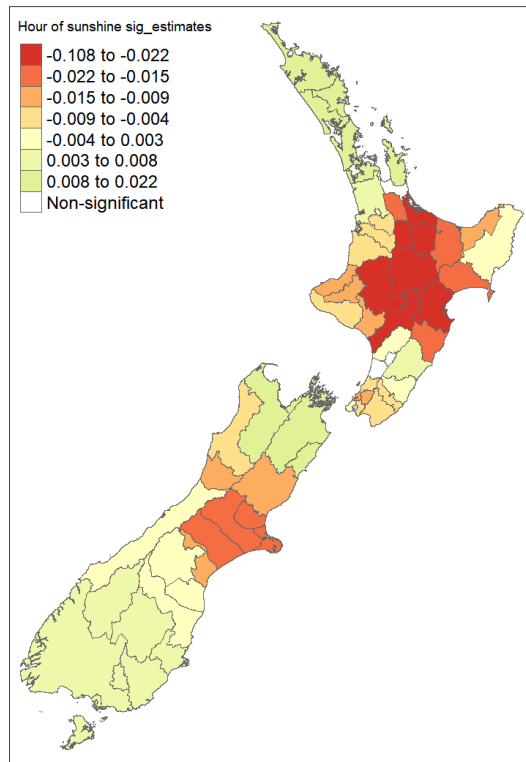 Hour of sunshine sig_estimates
-0.108 to -0.022
-0.022 to -0.015
-0.015 to -0.009
-0.009 to -0.004
-0.004 to 0.003
0.003 to 0.008
0.008 to 0.022
Non-significant